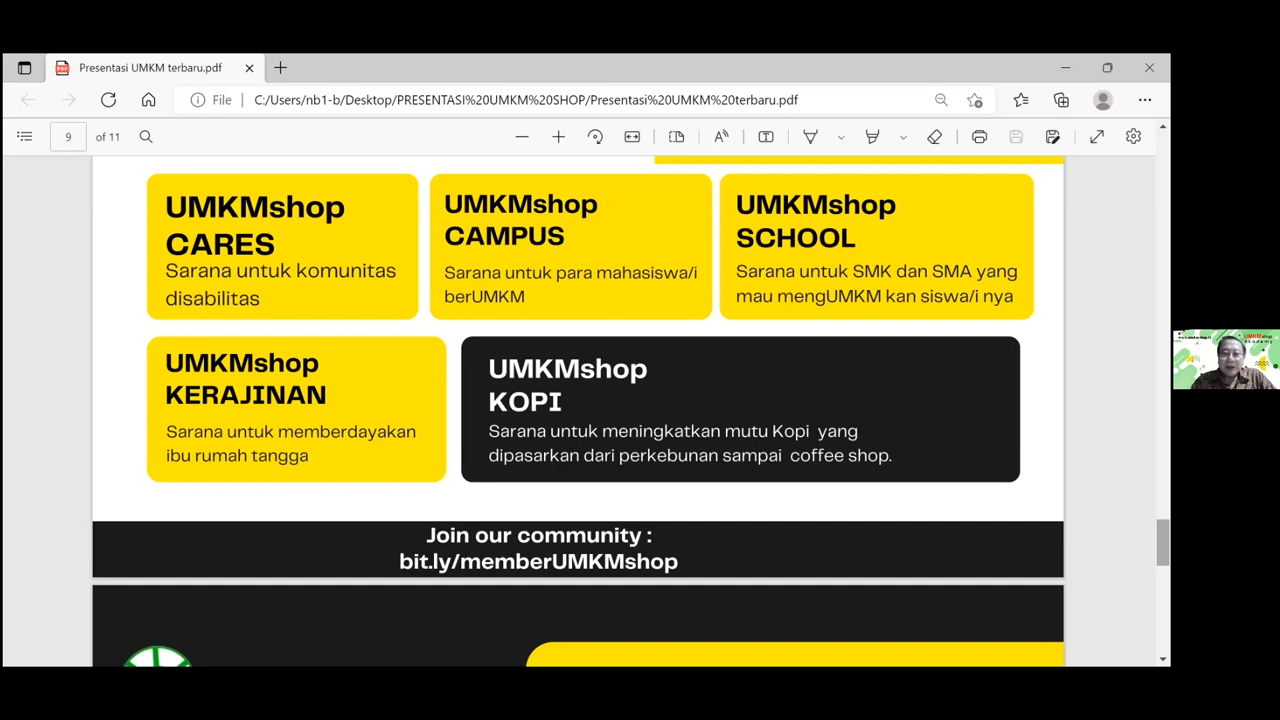 Presentasi UMKM terbaru.pdf
File
C:/Users/nb1-b/Desktop/PRESENTASI%20UMKM%20SHOP/Presentasi%20UMKM%20terbaru.pdf
9 of 11
UMKMshop
CARES
Sarana untuk komunitas
disabilitas
UMKMshop
CAMPUS
Sarana untuk para mahasiswa/i
berUMKM
UMKMshop
SCHOOL
Sarana untuk SMK dan SMA yang
mau mengUMKM kan siswa/i nya
UMKMshop
KERAJINAN
Sarana untuk memberdayakan
ibu rumah tangga
UMKMshop
KOPI
Sarana untuk meningkatkan mutu Kopi yang
dipasarkan dari perkebunan sampai coffee shop.
Join our community :
bit.ly/memberUMKMshop
UMKMshop
Academy